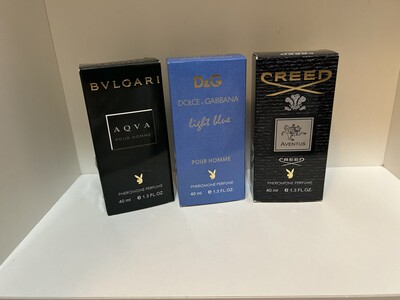 BVLGARI
AQVA
POUR HOMME
PHEROMONE PERFUME
40 ml ℮ 1.3 FL.OZ.
D&G
DOLCE & GABBANA
light blue
POUR HOMME
PHEROMONE PERFUME
40 ml ℮ 1.3 FL.OZ.
CREED
AVENTUS
CREED
PHEROMONE PERFUME
40 ml ℮ 1.3 FL.OZ.